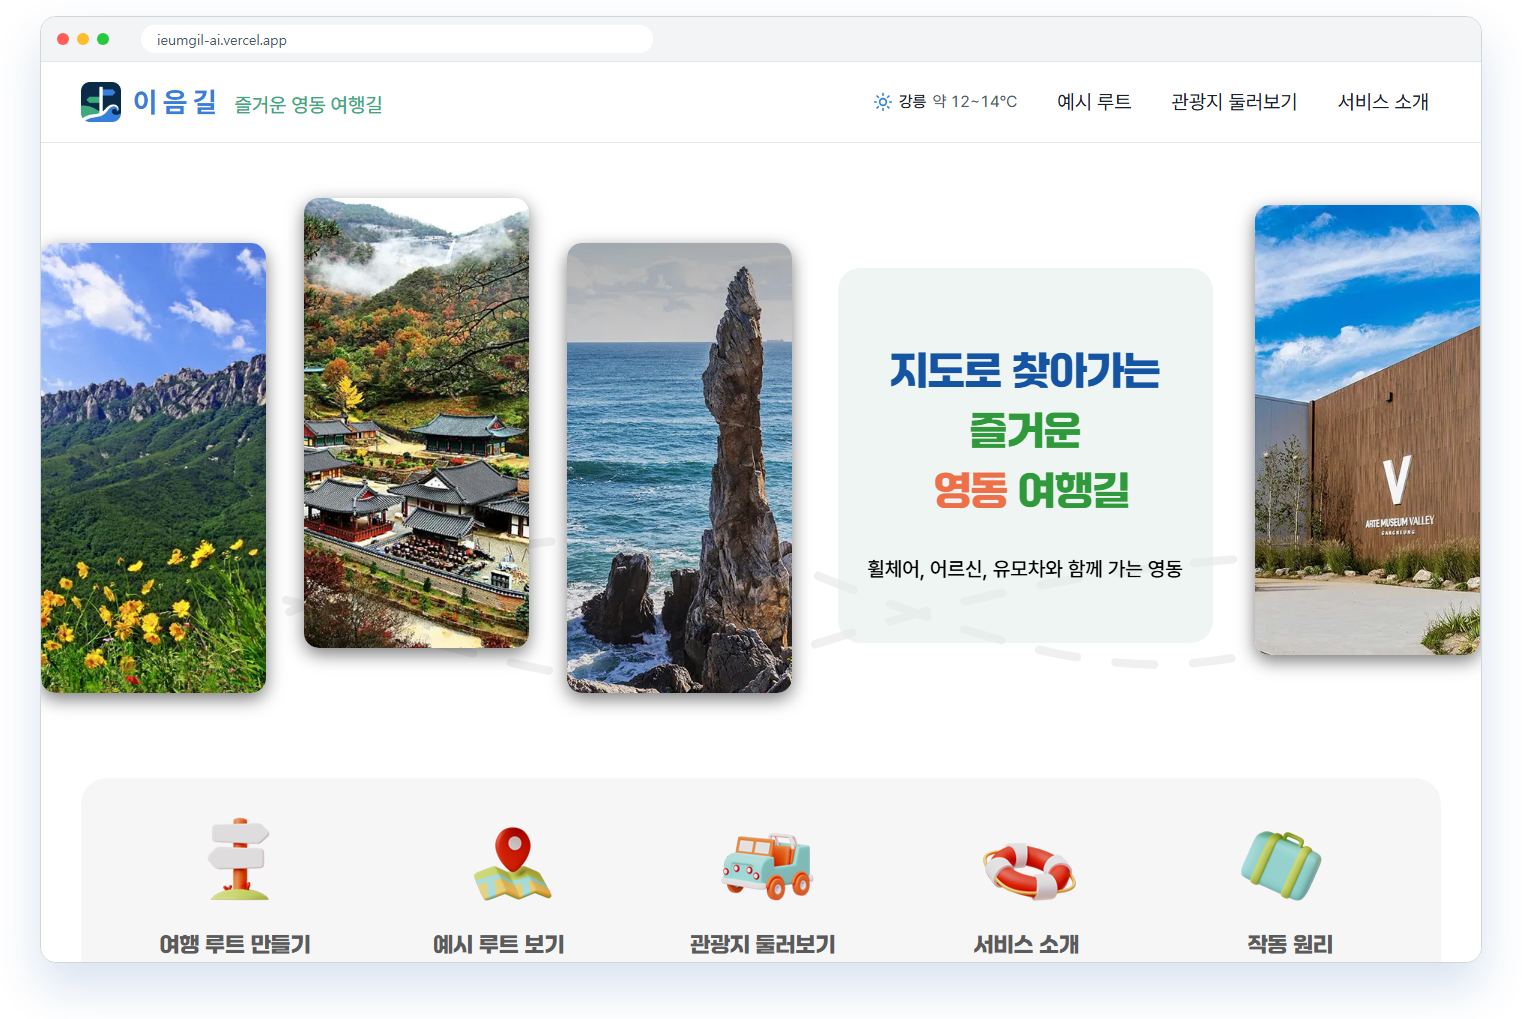 ieumgil-ai.vercel.app
이음길 즐거운 영동 여행길
강릉 약 12~14°C 예시 루트 관광지 둘러보기 서비스 소개
지도로 찾아가는
즐거운
영동 여행길
휠체어, 어르신, 유모차와 함께 가는 영동
V
ARTE MUSEUM VALLEY
GANGNEUNG
여행 루트 만들기 예시 루트 보기 관광지 둘러보기 서비스 소개 작동 원리